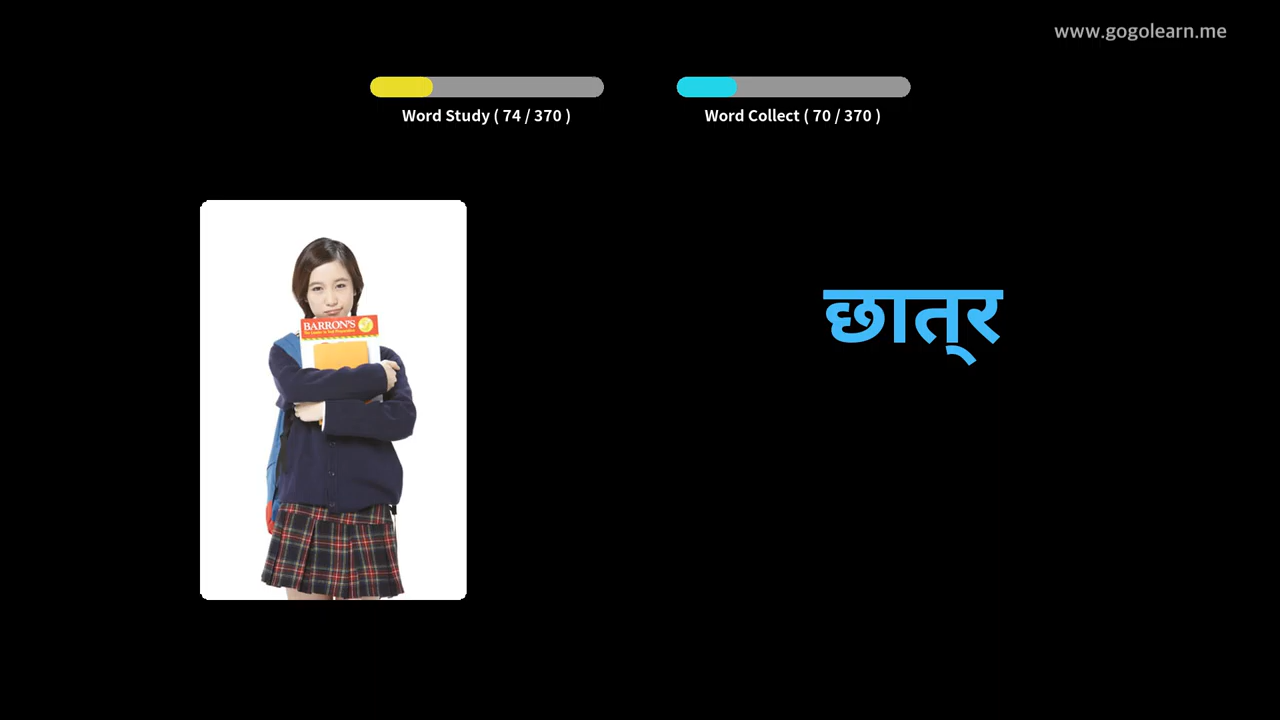 www.gogolearn.me
Word Study ( 74 / 370 )
Word Collect ( 70 / 370 )
BARRON'S
छात्‌र